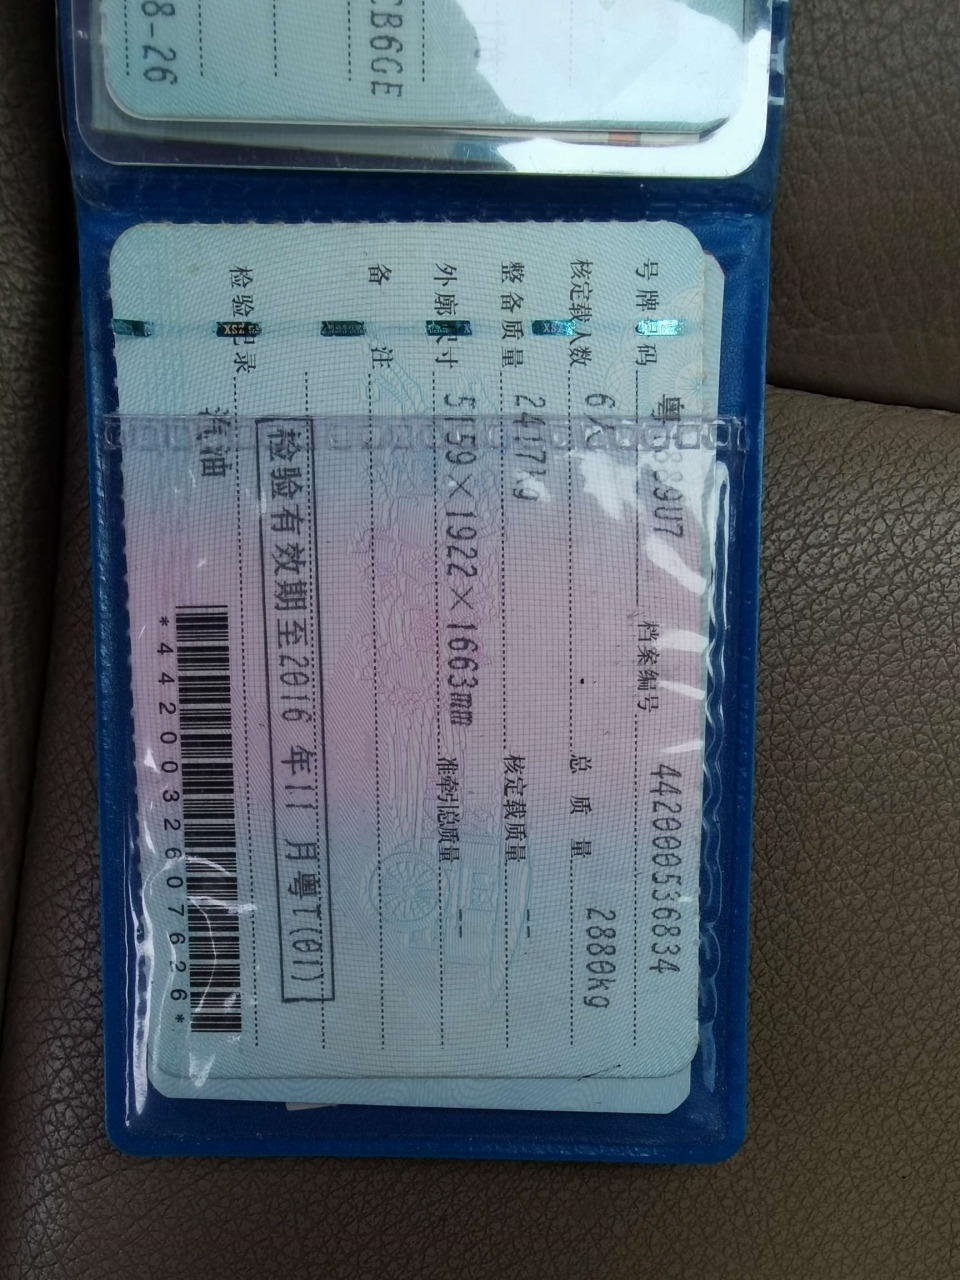 CB6GE
8-26
号牌号码 粤 889U7 档案编号 442000536834
核定载人数 6人 总质量 2880kg
整备质量 2417kg 核定载质量 --
外廓尺寸 5159×1922×1663mm 准牵引总质量 --
备注
检验有效期至2016年11月粤T(01)
检验记录
汽油
*4420032607626*